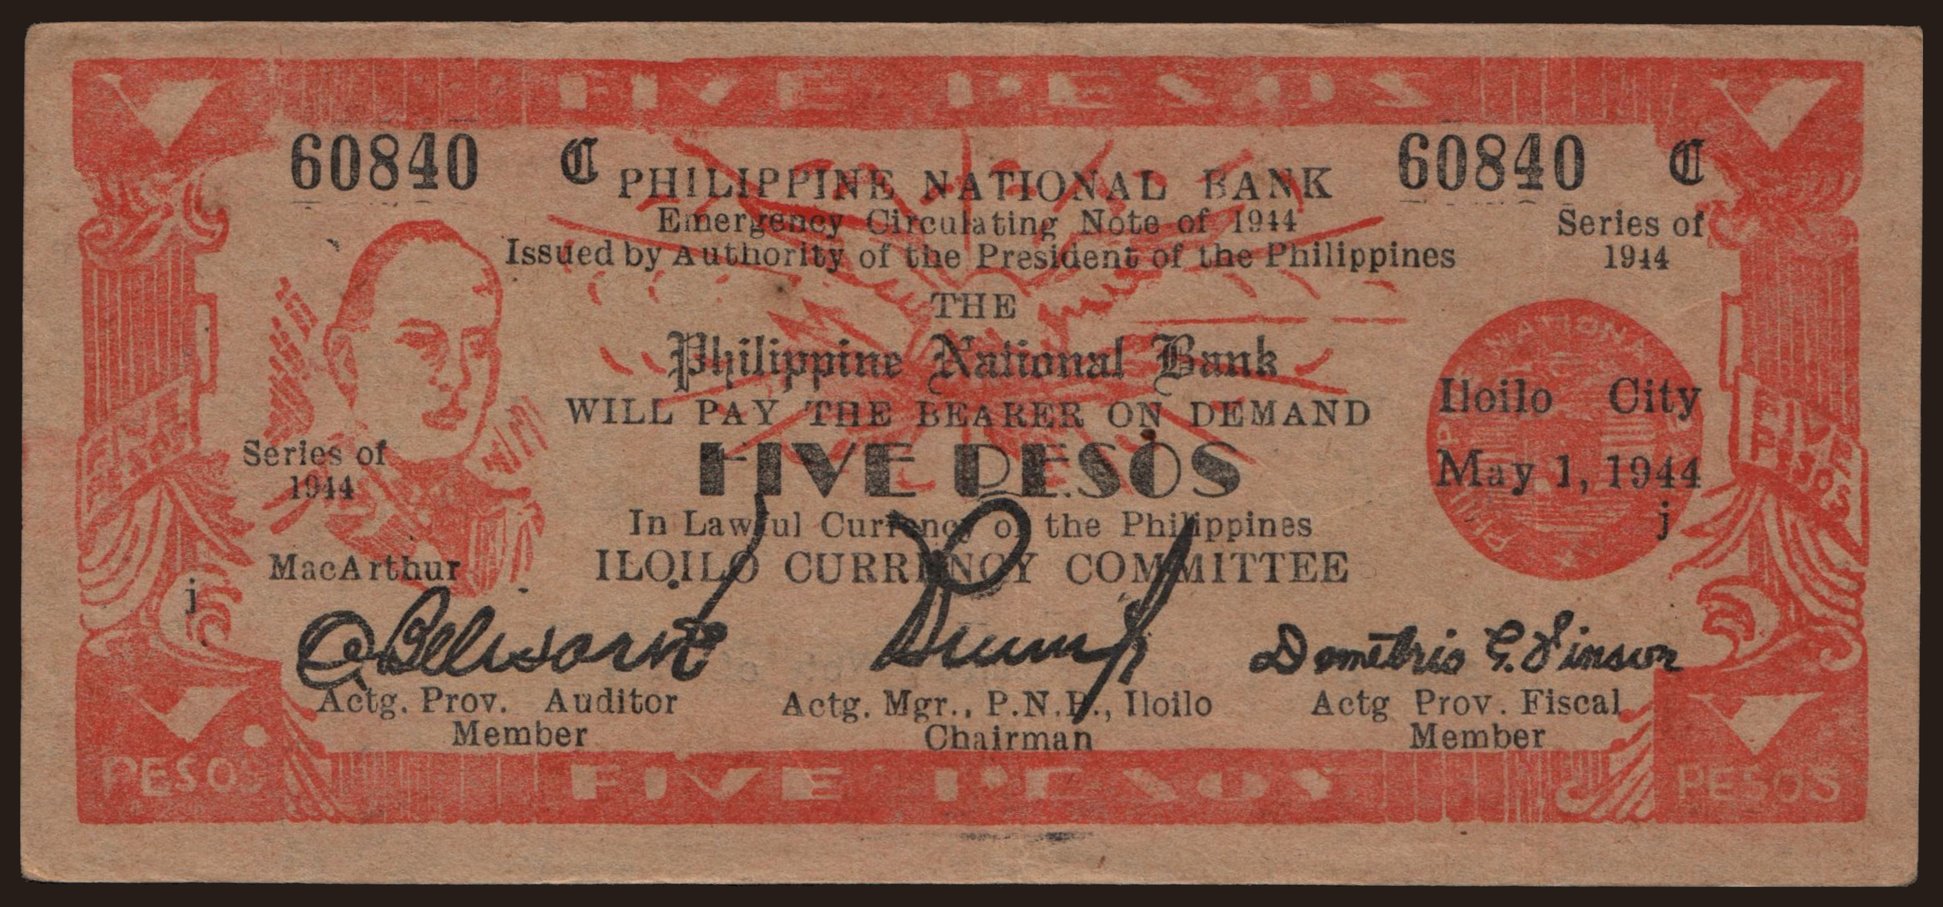 FIVE PESOS
60840 C
60840 C
PHILIPPINE NATIONAL BANK
Emergency Circulating Note of 1944
Issued by Authority of the President of the Philippines
Series of
1944
THE
Philippine National Bank
WILL PAY THE BEARER ON DEMAND
FIVE PESOS
In Lawful Currency of the Philippines
ILOILO CURRENCY COMMITTEE
Series of
1944
MacArthur
j
Iloilo City
May 1, 1944
j
Actg. Prov. Auditor
Member
Actg. Mgr., P.N.B., Iloilo
Chairman
Demetrio G. Vinson
Actg Prov. Fiscal
Member
PESOS
FIVE PESOS
PESOS